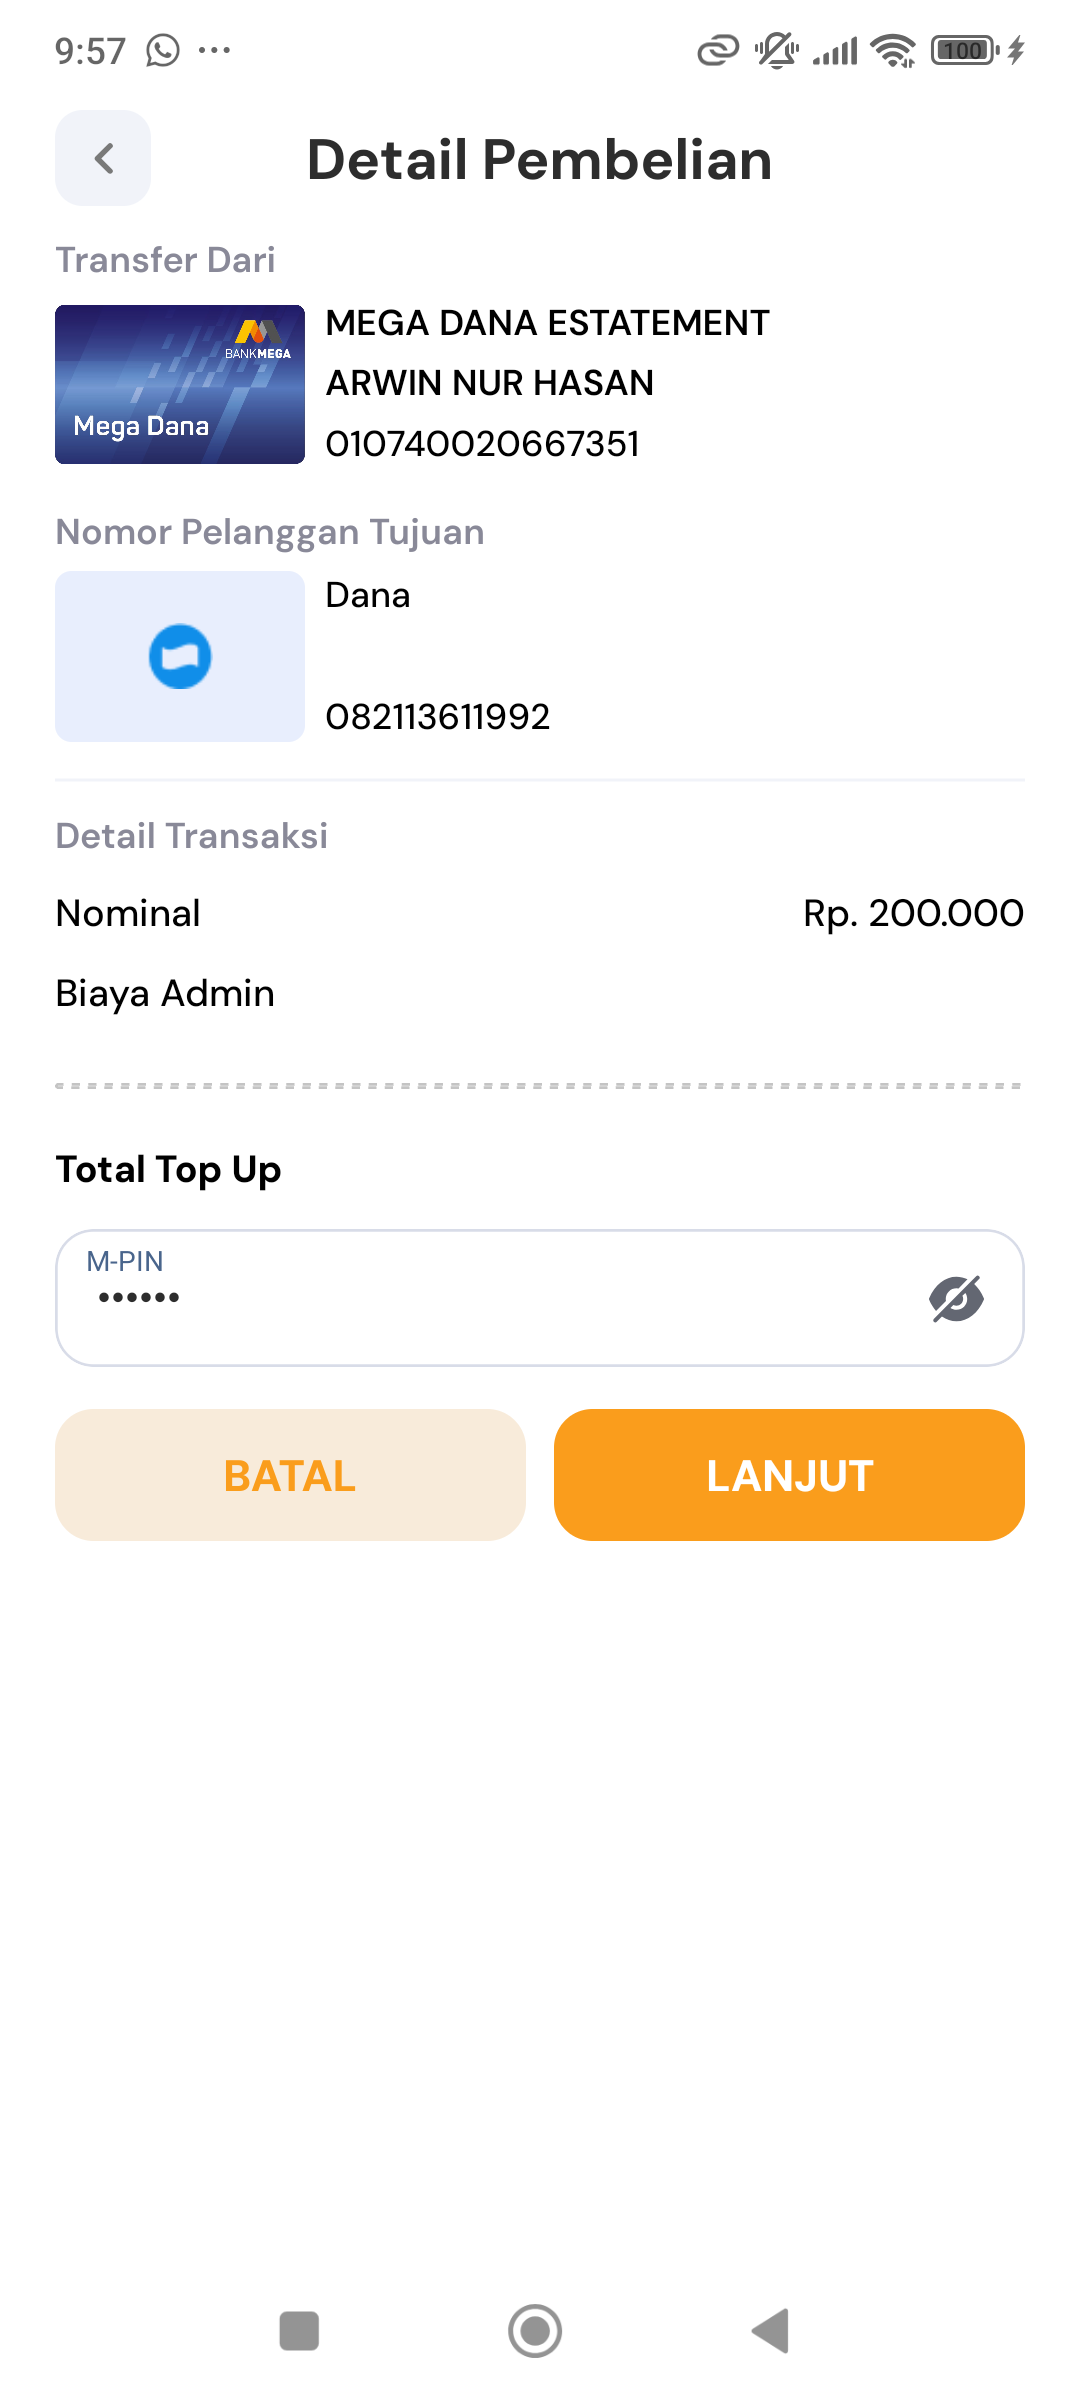 9:57
100
Detail Pembelian
Transfer Dari
BANKMEGA
Mega Dana
MEGA DANA ESTATEMENT
ARWIN NUR HASAN
010740020667351
Nomor Pelanggan Tujuan
Dana
082113611992
Detail Transaksi
Nominal Rp. 200.000
Biaya Admin
Total Top Up
M-PIN
••••••
BATAL LANJUT